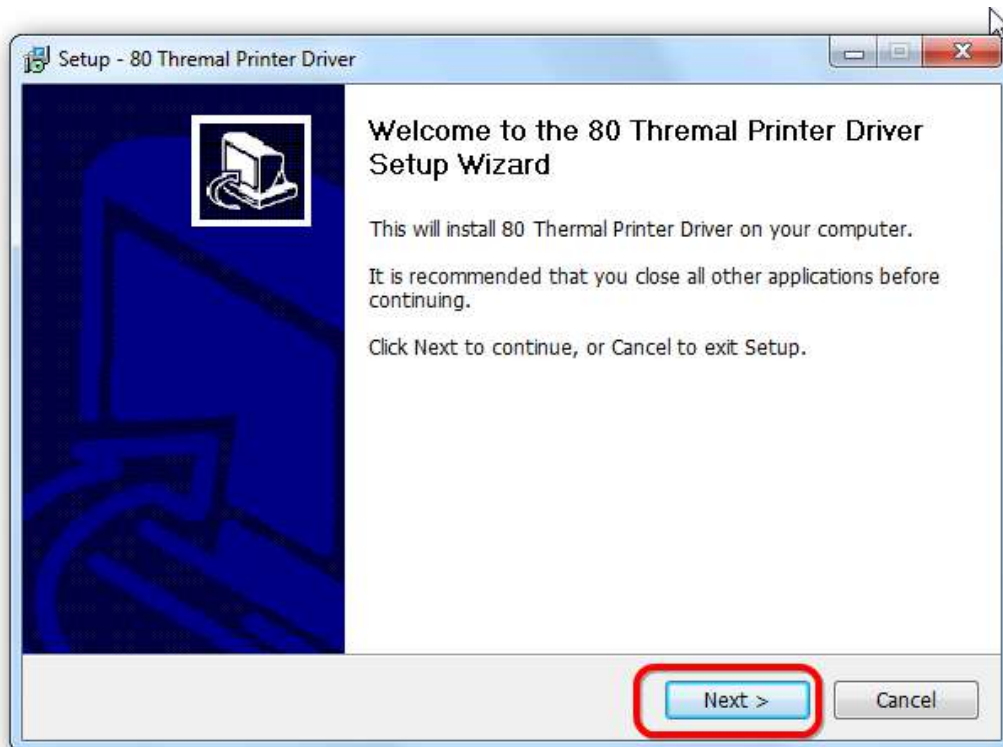 Setup - 80 Thremal Printer Driver
Welcome to the 80 Thremal Printer Driver
Setup Wizard
This will install 80 Thermal Printer Driver on your computer.
It is recommended that you close all other applications before
continuing.
Click Next to continue, or Cancel to exit Setup.
Next >
Cancel